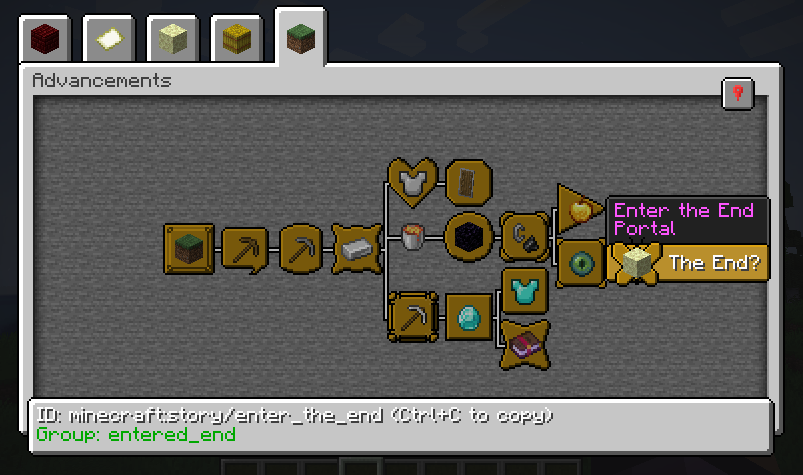 Advancements
Enter the End
Portal
The End?
ID: minecraft:story/enter_the_end (Ctrl+C to copy)
Group: entered_end